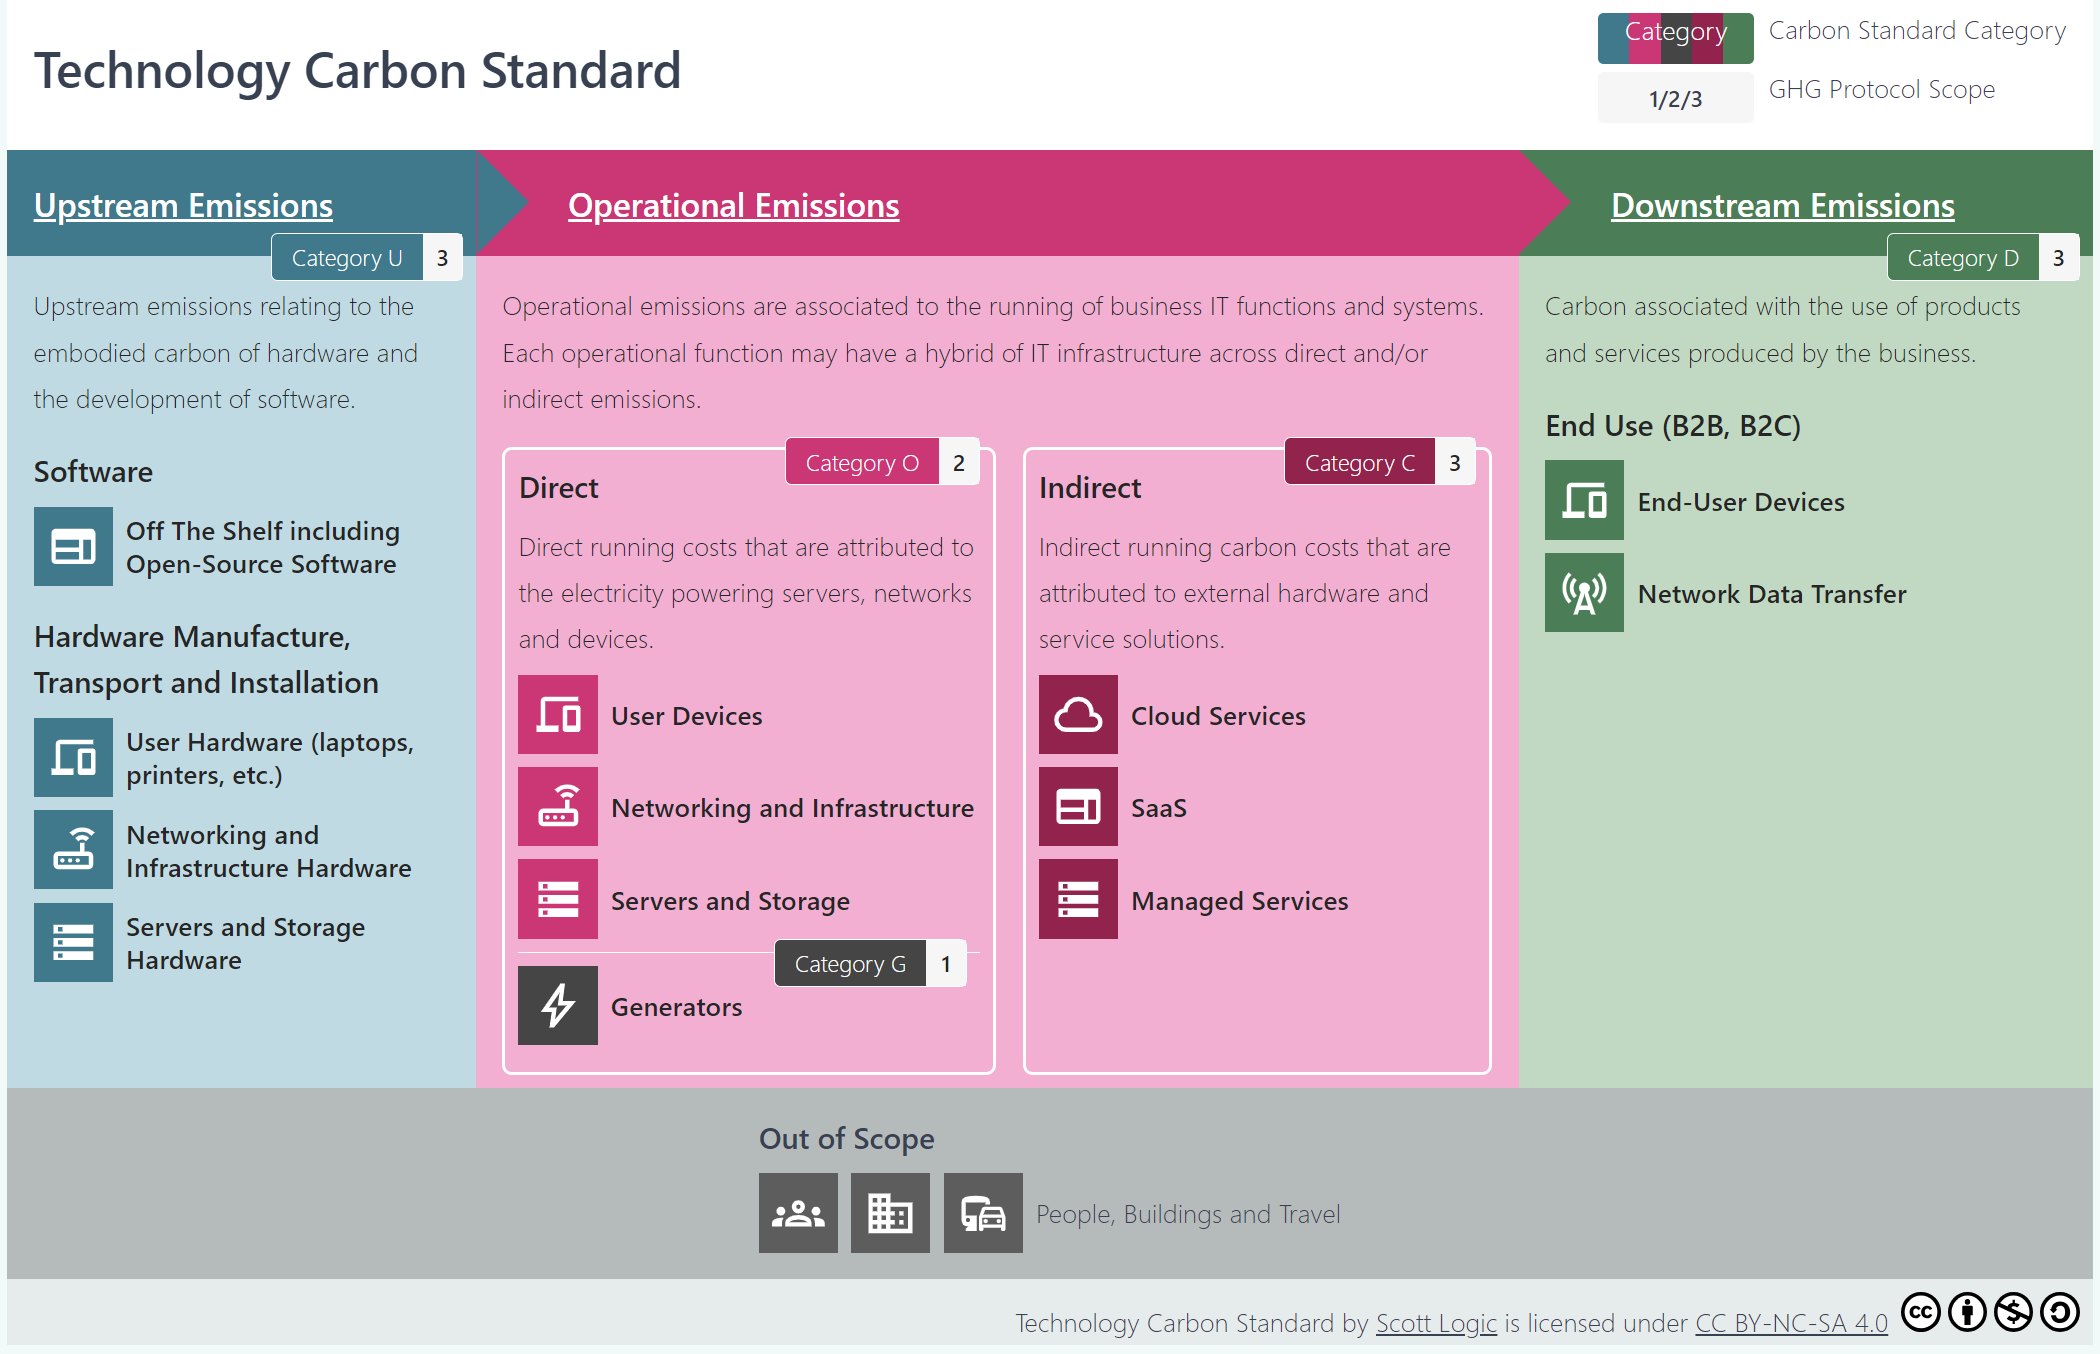 Technology Carbon Standard
Category
Carbon Standard Category
1/2/3
GHG Protocol Scope
Upstream Emissions
Category U
3
Upstream emissions relating to the
embodied carbon of hardware and
the development of software.
Software
Off The Shelf including
Open-Source Software
Hardware Manufacture,
Transport and Installation
User Hardware (laptops,
printers, etc.)
Networking and
Infrastructure Hardware
Servers and Storage
Hardware
Operational Emissions
Operational emissions are associated to the running of business IT functions and systems.
Each operational function may have a hybrid of IT infrastructure across direct and/or
indirect emissions.
Category O
2
Direct
Direct running costs that are attributed to
the electricity powering servers, networks
and devices.
User Devices
Networking and Infrastructure
Servers and Storage
Category G
1
Generators
Category C
3
Indirect
Indirect running carbon costs that are
attributed to external hardware and
service solutions.
Cloud Services
SaaS
Managed Services
Downstream Emissions
Category D
3
Carbon associated with the use of products
and services produced by the business.
End Use (B2B, B2C)
End-User Devices
Network Data Transfer
Out of Scope
People, Buildings and Travel
Technology Carbon Standard by Scott Logic is licensed under CC BY-NC-SA 4.0